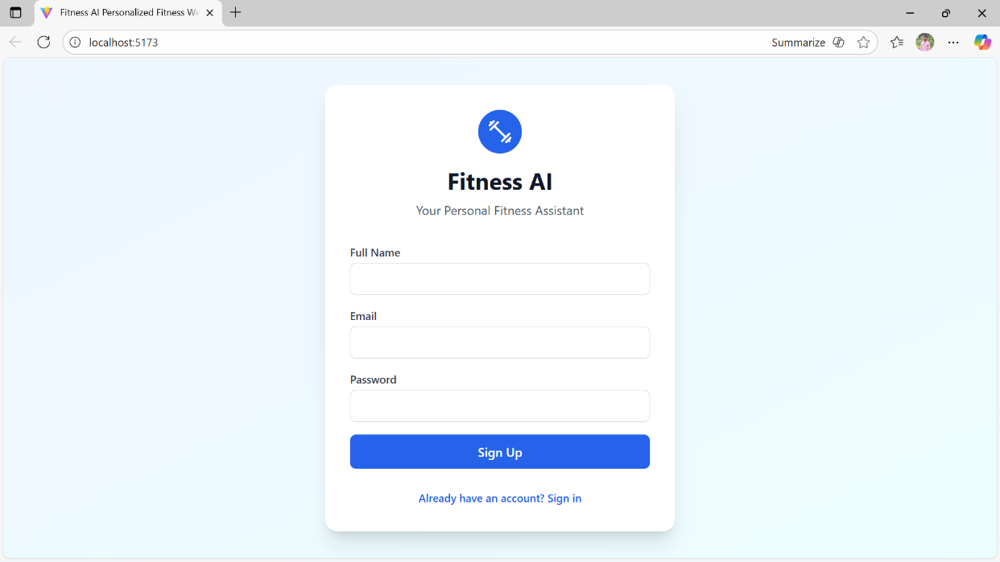 Fitness AI Personalized Fitness We
localhost:5173
Summarize
Fitness AI
Your Personal Fitness Assistant
Full Name
Email
Password
Sign Up
Already have an account? Sign in